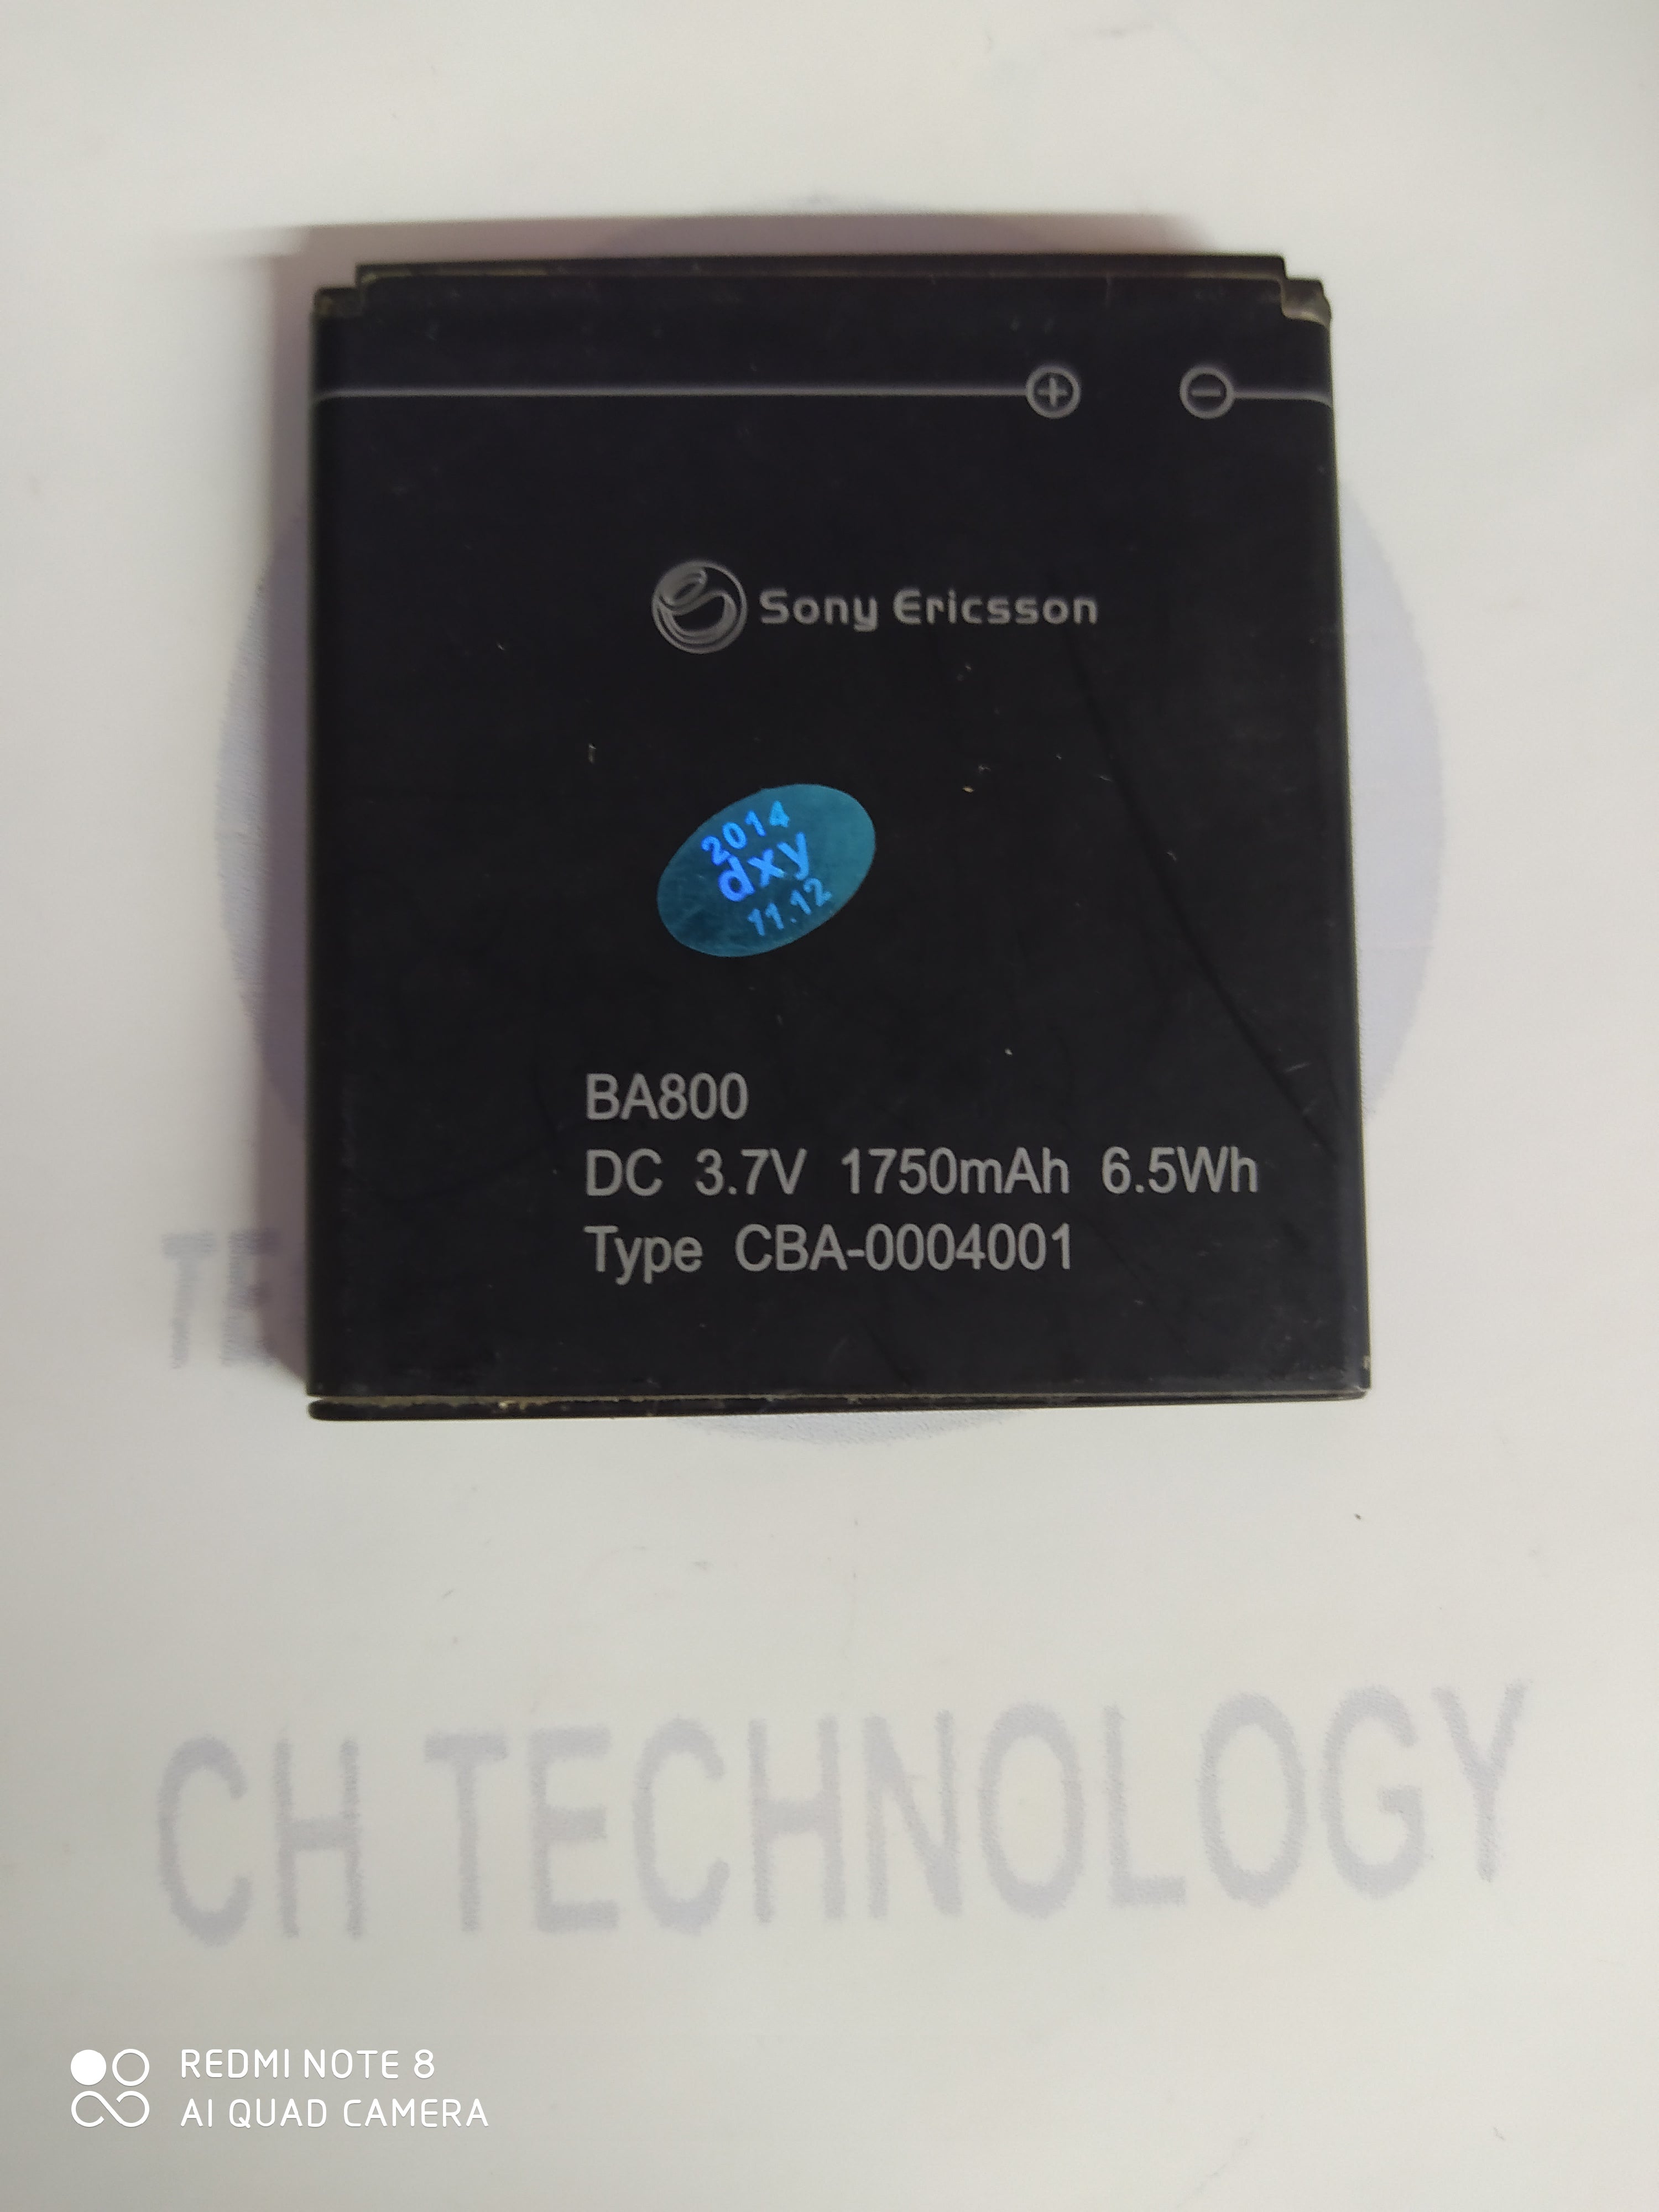 + −
Sony Ericsson
2014
dxy
11.12
BA800
DC 3.7V 1750mAh 6.5Wh
Type CBA-0004001
TE
CH TECHNOLOGY
REDMI NOTE 8
AI QUAD CAMERA